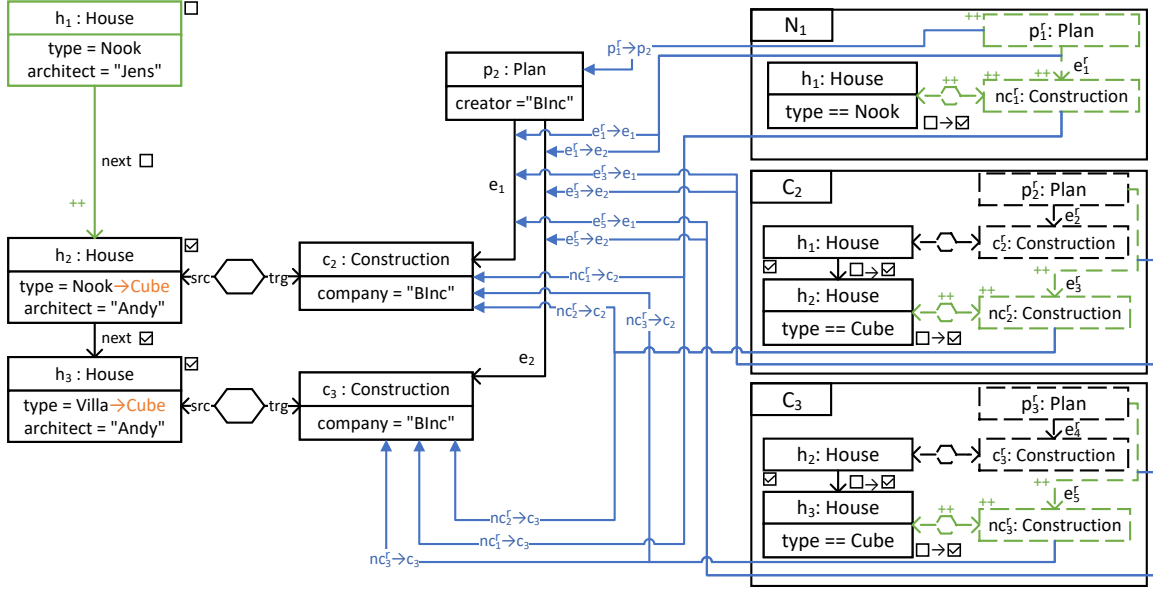 h₁ : House
type = Nook
architect = "Jens"
next
++
h₂ : House
type = Nook→Cube
architect = "Andy"
next
h₃ : House
type = Villa→Cube
architect = "Andy"
src
trg
src
trg
p₂ : Plan
creator ="BInc"
e₁
e₂
c₂ : Construction
company = "BInc"
c₃ : Construction
company = "BInc"
p₁ʳ→p₂
e₁ʳ→e₁
e₁ʳ→e₂
e₃ʳ→e₁
e₃ʳ→e₂
e₅ʳ→e₁
e₅ʳ→e₂
nc₁ʳ→c₂
nc₃ʳ→c₂
nc₂ʳ→c₂
nc₂ʳ→c₃
nc₁ʳ→c₃
nc₃ʳ→c₃
N₁
++
p₁ʳ: Plan
++
e₁ʳ
h₁: House
type == Nook
++
++
nc₁ʳ: Construction
→
C₂
p₂ʳ: Plan
e₂ʳ
h₁: House
c₂ʳ: Construction
→
++
e₃ʳ
h₂: House
type == Cube
++
++
nc₂ʳ: Construction
→
C₃
p₃ʳ: Plan
e₄ʳ
h₂: House
c₃ʳ: Construction
→
++
e₅ʳ
h₃: House
type == Cube
++
++
nc₃ʳ: Construction
→